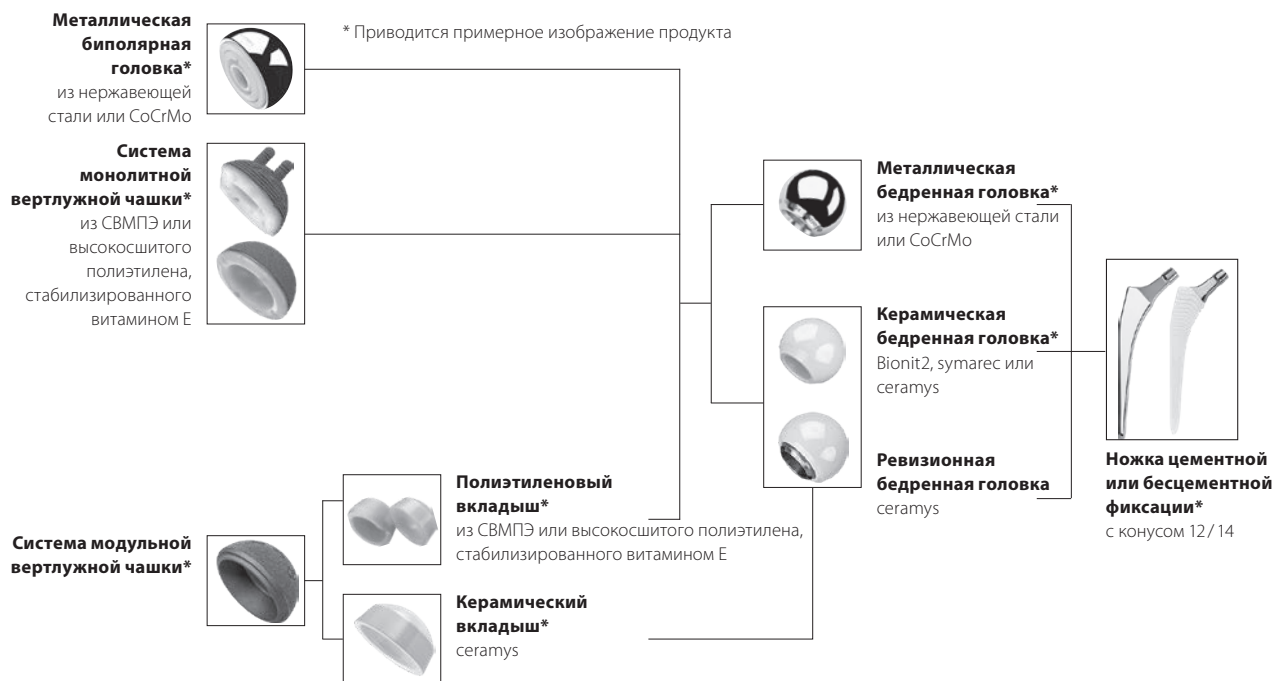 Металлическая
биполярная
головка*
из нержавеющей
стали или CoCrMo
* Приводится примерное изображение продукта
Система
монолитной
вертлужной чашки*
из СВМПЭ или
высокосшитого
полиэтилена,
стабилизированного
витамином E
Металлическая
бедренная головка*
из нержавеющей стали
или CoCrMo
Керамическая
бедренная головка*
Bionit2, symarec или
ceramys
Ревизионная
бедренная головка
ceramys
Ножка цементной
или бесцементной
фиксации*
с конусом 12/14
Система модульной
вертлужной чашки*
Полиэтиленовый
вкладыш*
из СВМПЭ или высокосшитого полиэтилена,
стабилизированного витамином E
Керамический
вкладыш*
ceramys